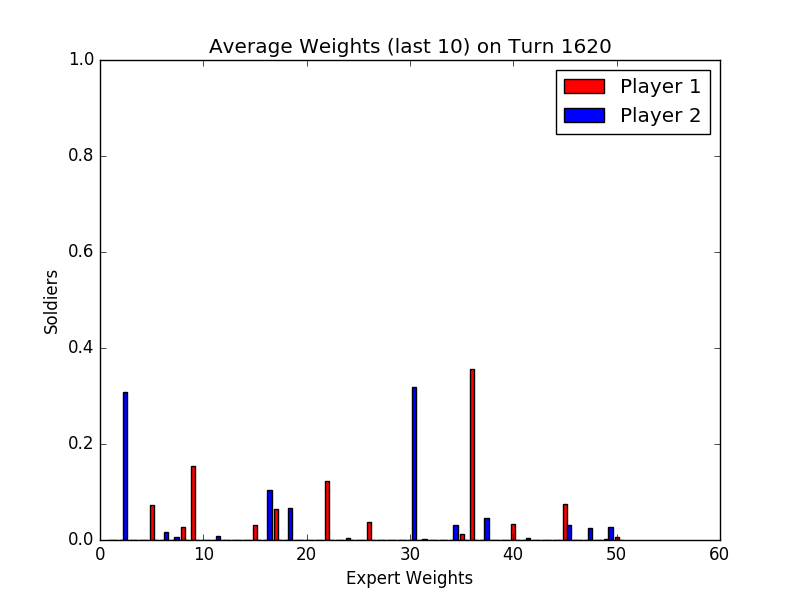 Average Weights (last 10) on Turn 1620
1.0
Player 1
Player 2
0.8
0.6
Soldiers
0.4
0.2
0.0
0 10 20 30 40 50 60
Expert Weights